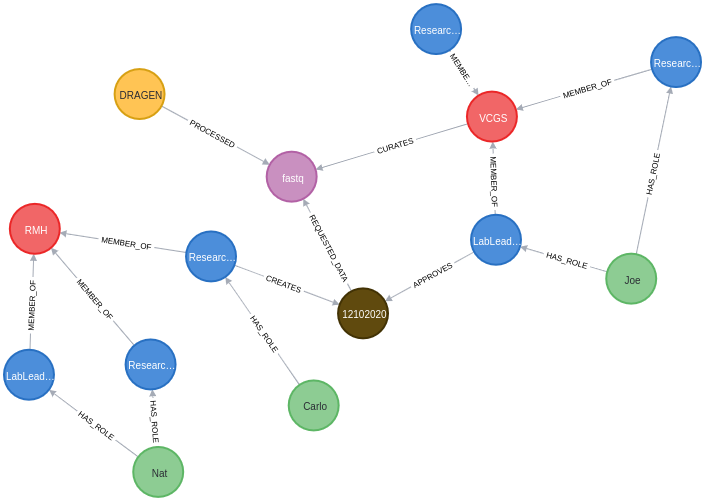 Researc...
MEMBE...
Researc...
MEMBER_OF
DRAGEN
VCGS
PROCESSED
CURATES
fastq
MEMBER_OF
HAS_ROLE
RMH
MEMBER_OF
Researc...
REQUESTED_DATA
LabLead...
HAS_ROLE
APPROVES
Joe
CREATES
12102020
MEMBER_OF
MEMBER_OF
HAS_ROLE
LabLead...
Researc...
HAS_ROLE
HAS_ROLE
Carlo
Nat